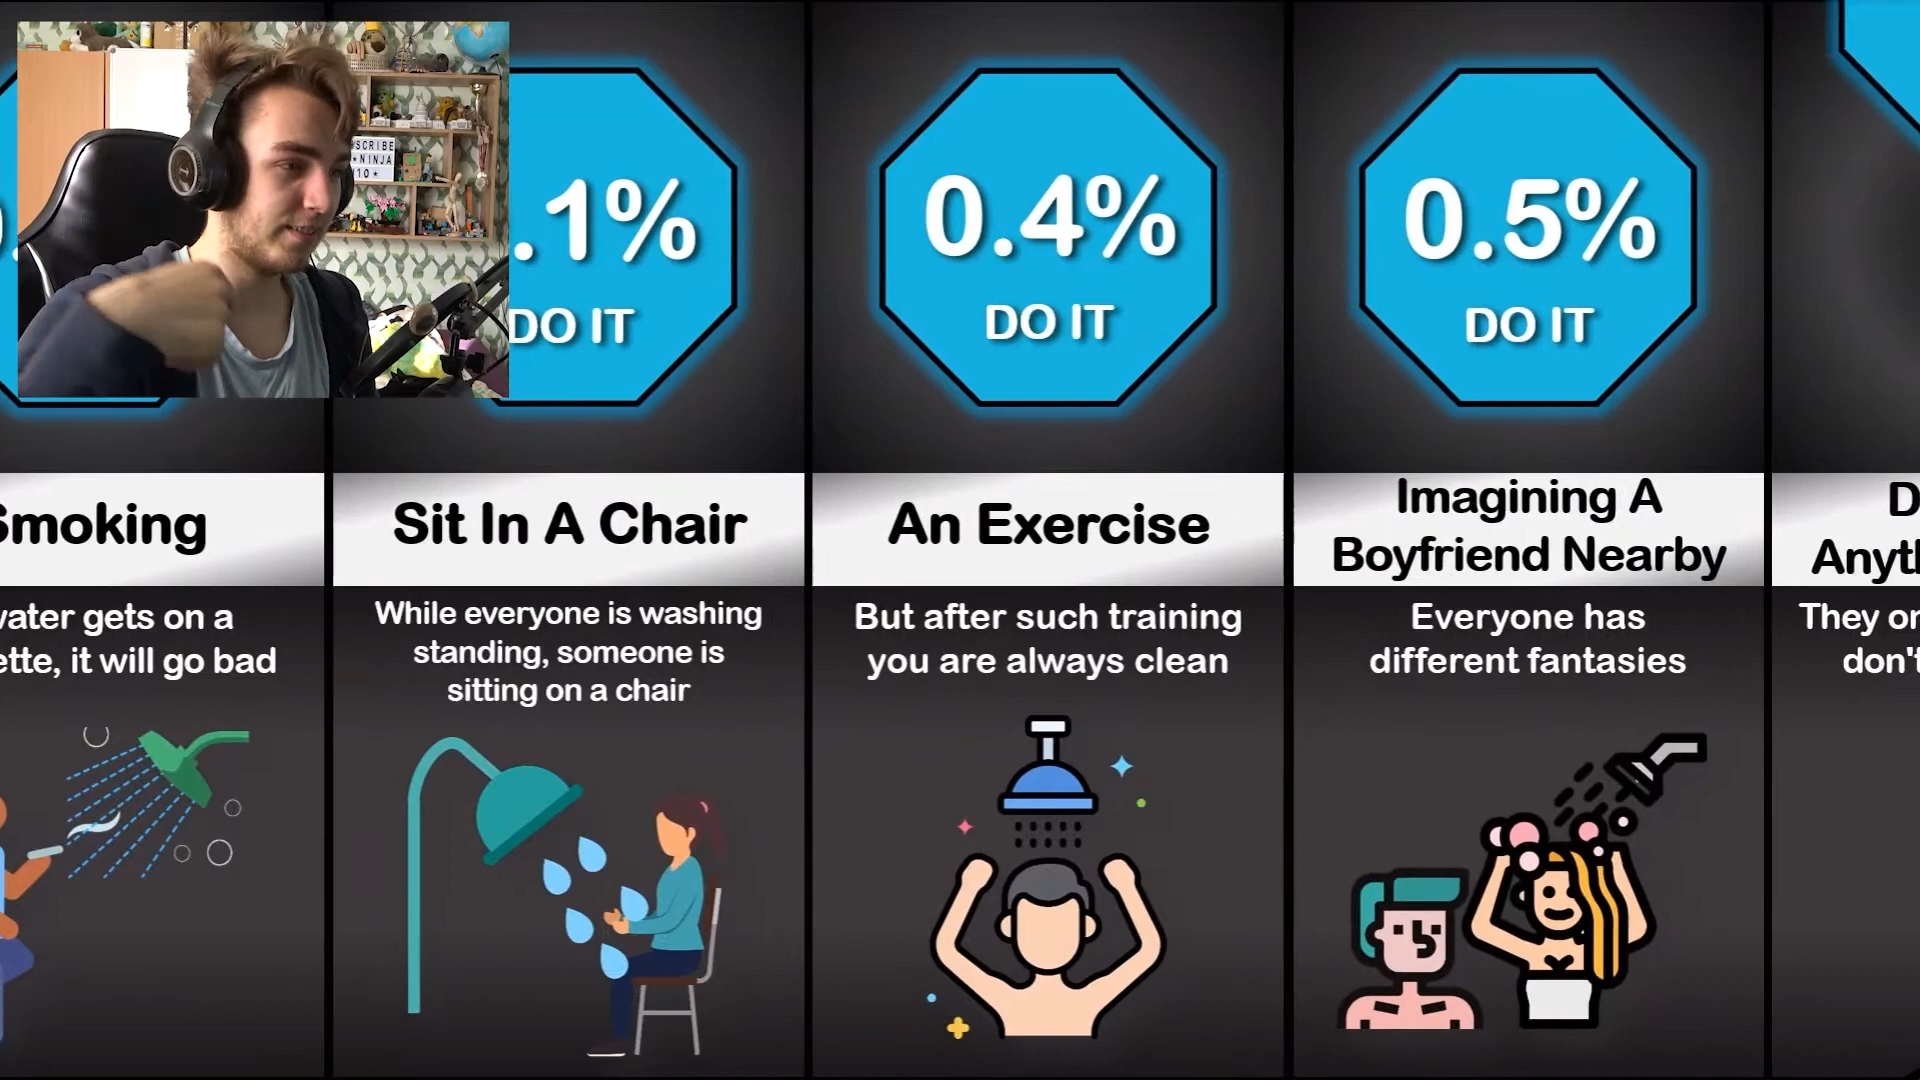 SCRIBE
NINJA
10
.1%
DO IT
0.4%
DO IT
0.5%
DO IT
Smoking
Sit In A Chair
An Exercise
Imagining A
Boyfriend Nearby
water gets on a
ette, it will go bad
While everyone is washing
standing, someone is
sitting on a chair
But after such training
you are always clean
Everyone has
different fantasies
D
Anyt
They or
don't